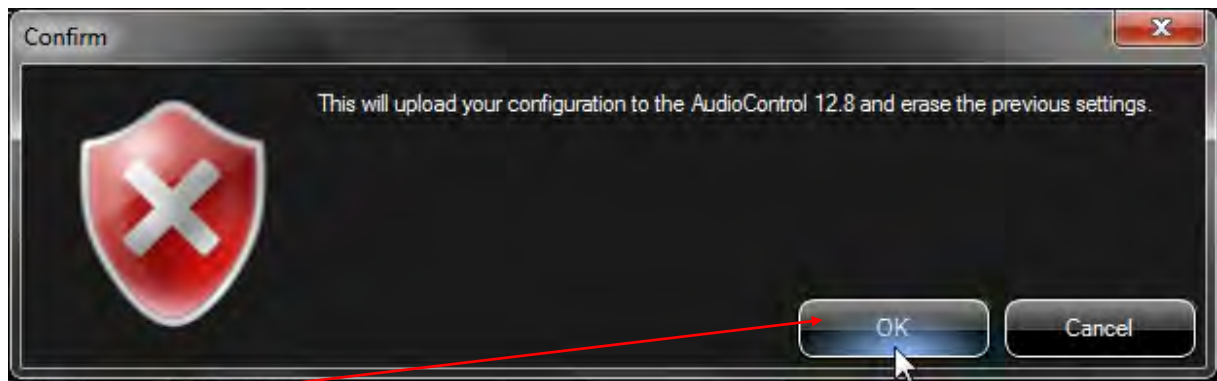 Confirm
This will upload your configuration to the AudioControl 12.8 and erase the previous settings.
OK
Cancel